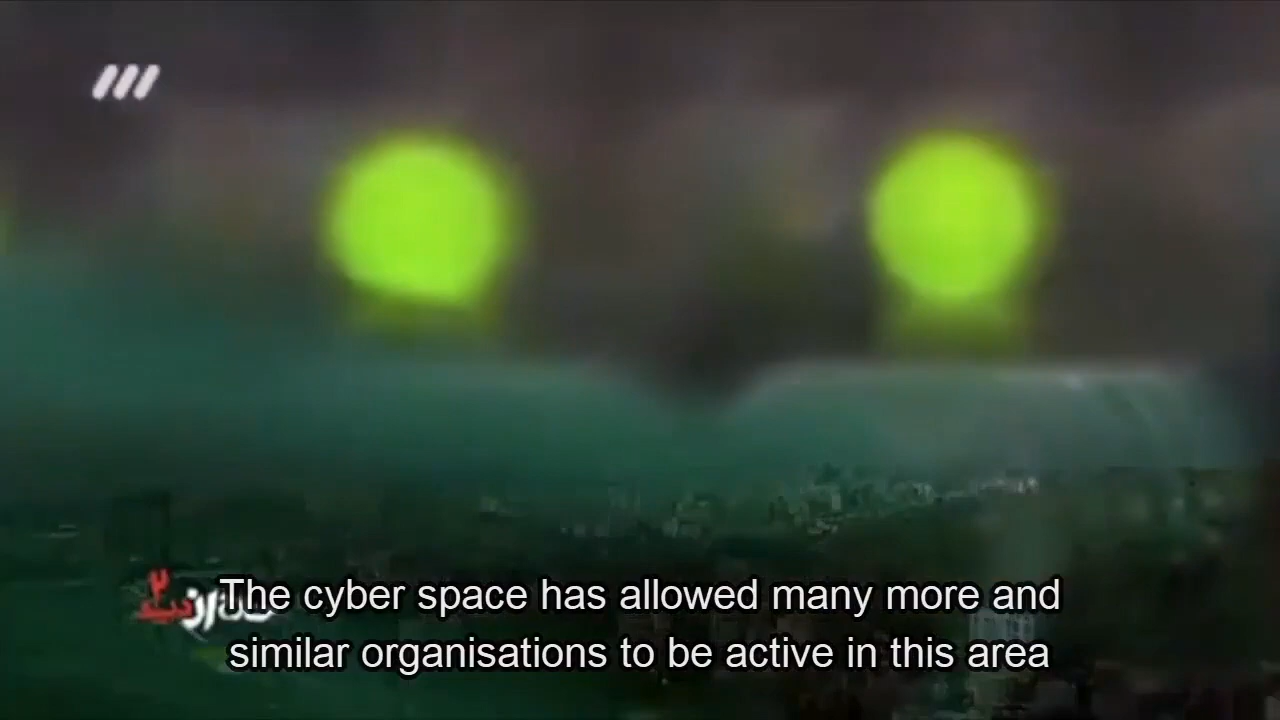 The cyber space has allowed many more and
similar organisations to be active in this area